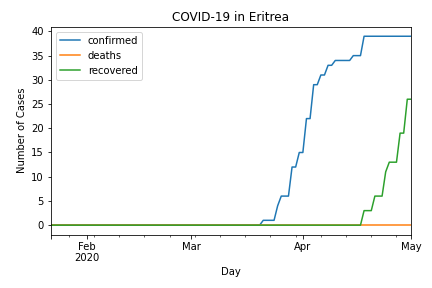 COVID-19 in Eritrea
confirmed
deaths
recovered
Number of Cases
40
35
30
25
20
15
10
5
0
Feb
2020
Mar
Apr
May
Day